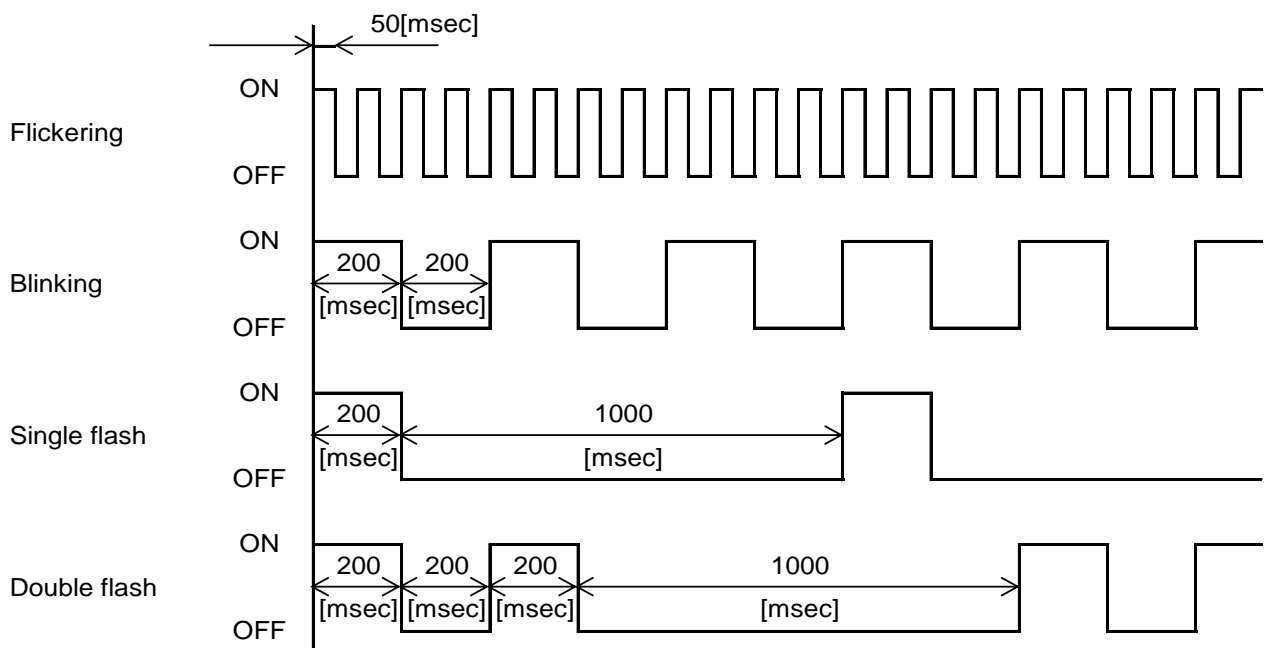 50[msec]
ON
Flickering
OFF
ON
200 200
Blinking
[msec] [msec]
OFF
ON
200 1000
Single flash
[msec] [msec]
OFF
ON
200 200 200 1000
Double flash
[msec] [msec] [msec] [msec]
OFF